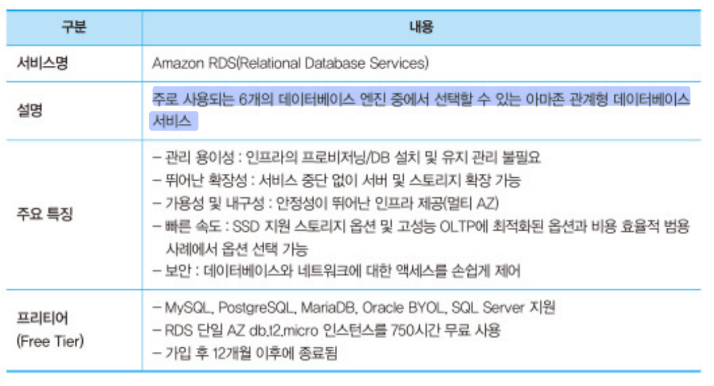 구분 내용
서비스명 Amazon RDS(Relational Database Services)
설명 주로 사용되는 6개의 데이터베이스 엔진 중에서 선택할 수 있는 아마존 관계형 데이터베이스
서비스
주요 특징
– 관리 용이성 : 인프라의 프로비저닝/DB 설치 및 유지 관리 불필요
– 뛰어난 확장성 : 서비스 중단 없이 서버 및 스토리지 확장 가능
– 가용성 및 내구성 : 안정성이 뛰어난 인프라 제공(멀티 AZ)
– 빠른 속도 : SSD 지원 스토리지 옵션 및 고성능 OLTP에 최적화된 옵션과 비용 효율적 범용
사례에서 옵션 선택 가능
– 보안 : 데이터베이스와 네트워크에 대한 액세스를 손쉽게 제어
프리티어
(Free Tier)
– MySQL, PostgreSQL, MariaDB, Oracle BYOL, SQL Server 지원
– RDS 단일 AZ db.t2.micro 인스턴스를 750시간 무료 사용
– 가입 후 12개월 이후에 종료됨